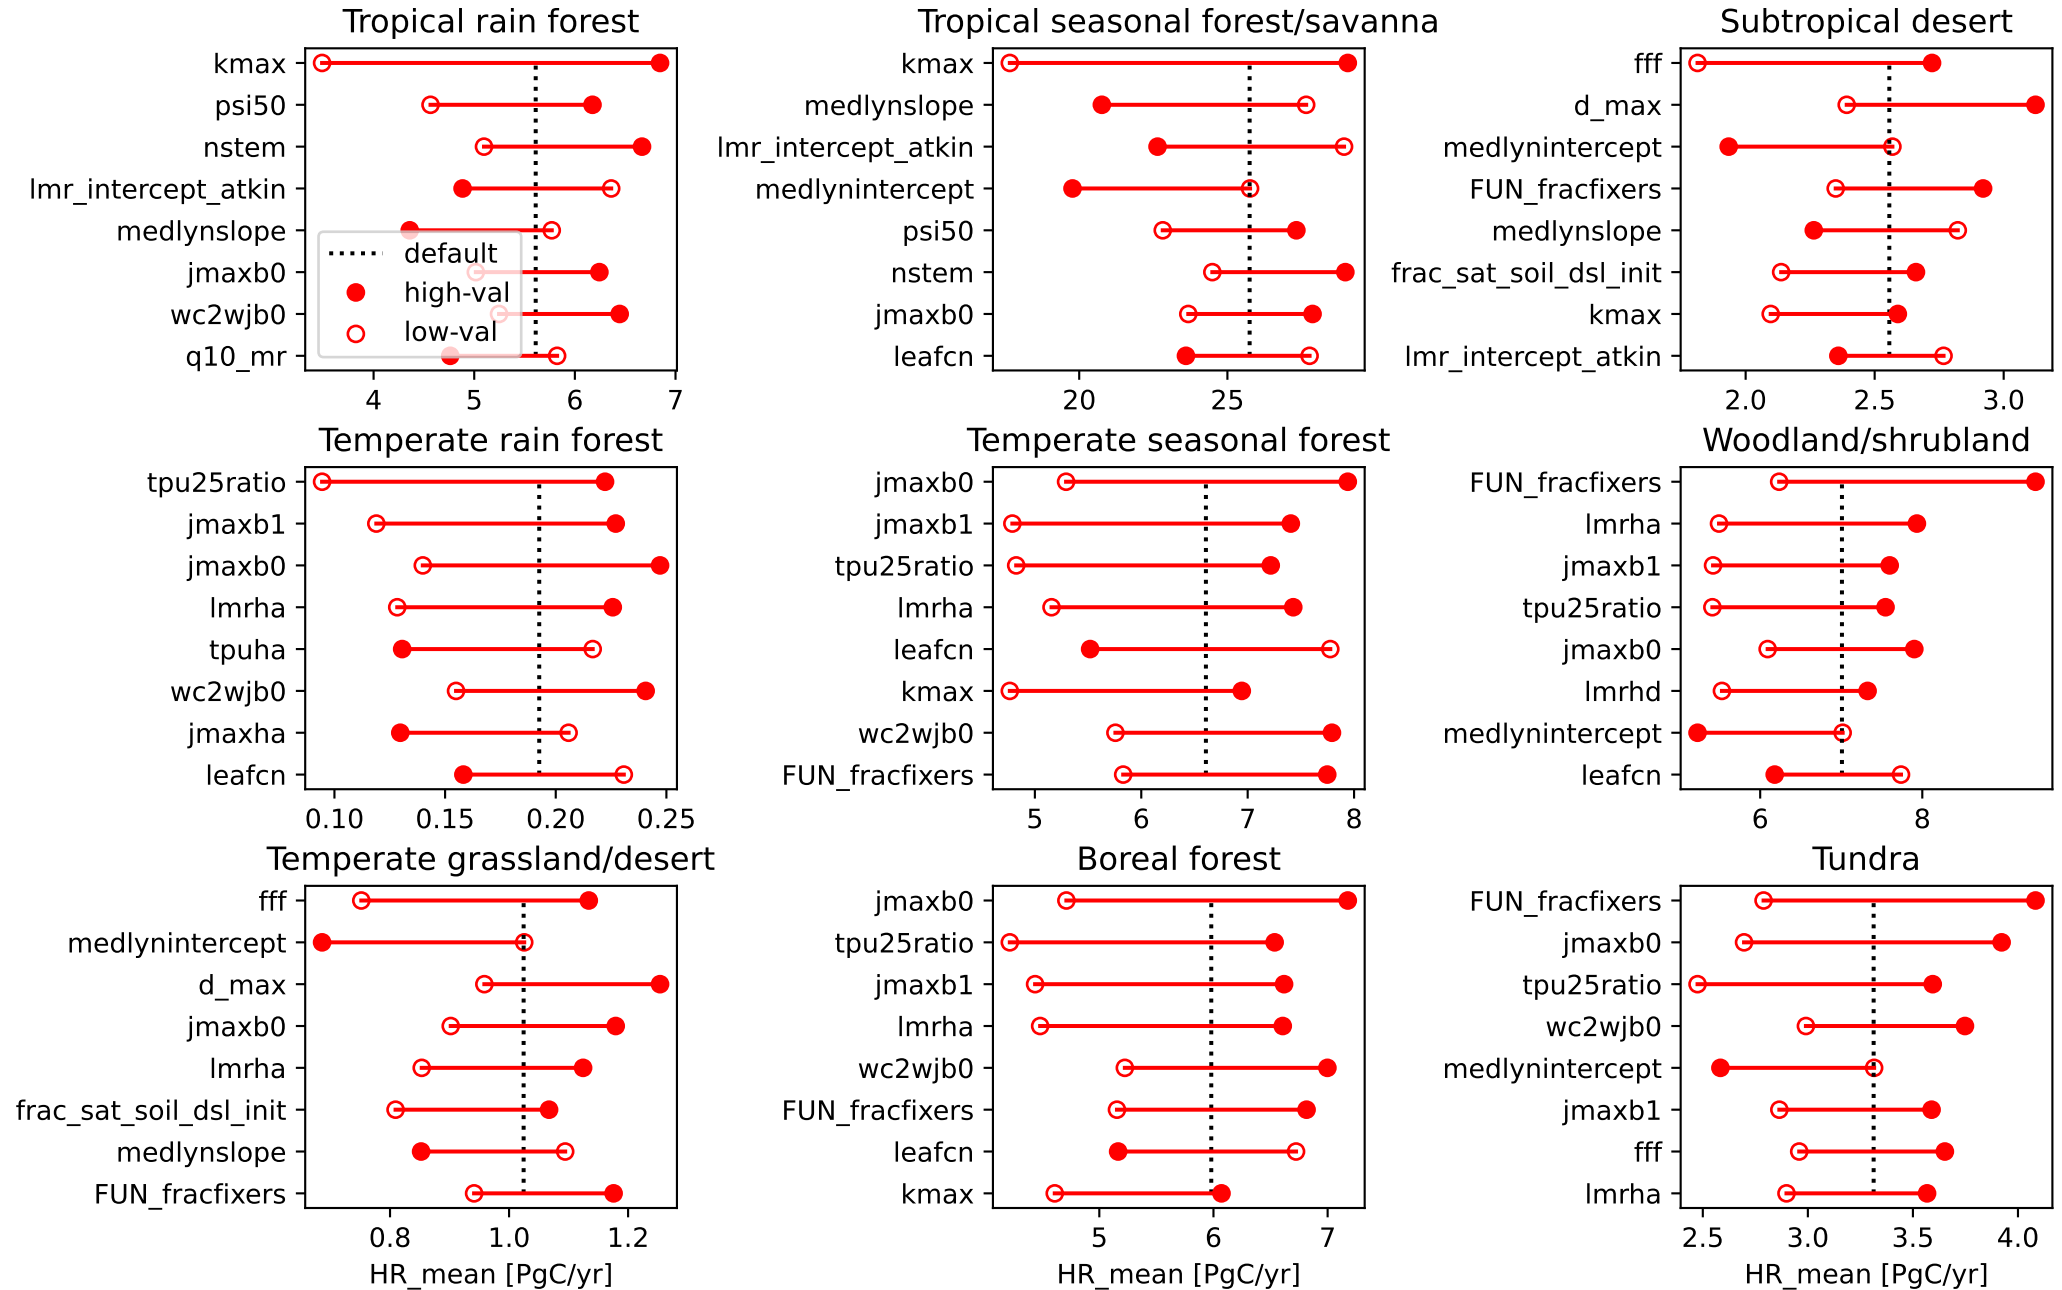 Tropical rain forest
kmax
psi50
nstem
lmr_intercept_atkin
medlynslope
jmaxb0
wc2wjb0
q10_mr
default
high-val
low-val
4 5 6 7
Tropical seasonal forest/savanna
kmax
medlynslope
lmr_intercept_atkin
medlynintercept
psi50
nstem
jmaxb0
leafcn
20 25
Subtropical desert
fff
d_max
medlynintercept
FUN_fracfixers
medlynslope
frac_sat_soil_dsl_init
kmax
lmr_intercept_atkin
2.0 2.5 3.0
Temperate rain forest
tpu25ratio
jmaxb1
jmaxb0
lmrha
tpuha
wc2wjb0
jmaxha
leafcn
0.10 0.15 0.20 0.25
Temperate seasonal forest
jmaxb0
jmaxb1
tpu25ratio
lmrha
leafcn
kmax
wc2wjb0
FUN_fracfixers
5 6 7 8
Woodland/shrubland
FUN_fracfixers
lmrha
jmaxb1
tpu25ratio
jmaxb0
lmrhd
medlynintercept
leafcn
6 8
Temperate grassland/desert
fff
medlynintercept
d_max
jmaxb0
lmrha
frac_sat_soil_dsl_init
medlynslope
FUN_fracfixers
0.8 1.0 1.2
HR_mean [PgC/yr]
Boreal forest
jmaxb0
tpu25ratio
jmaxb1
lmrha
wc2wjb0
FUN_fracfixers
leafcn
kmax
5 6 7
HR_mean [PgC/yr]
Tundra
FUN_fracfixers
jmaxb0
tpu25ratio
wc2wjb0
medlynintercept
jmaxb1
fff
lmrha
2.5 3.0 3.5 4.0
HR_mean [PgC/yr]